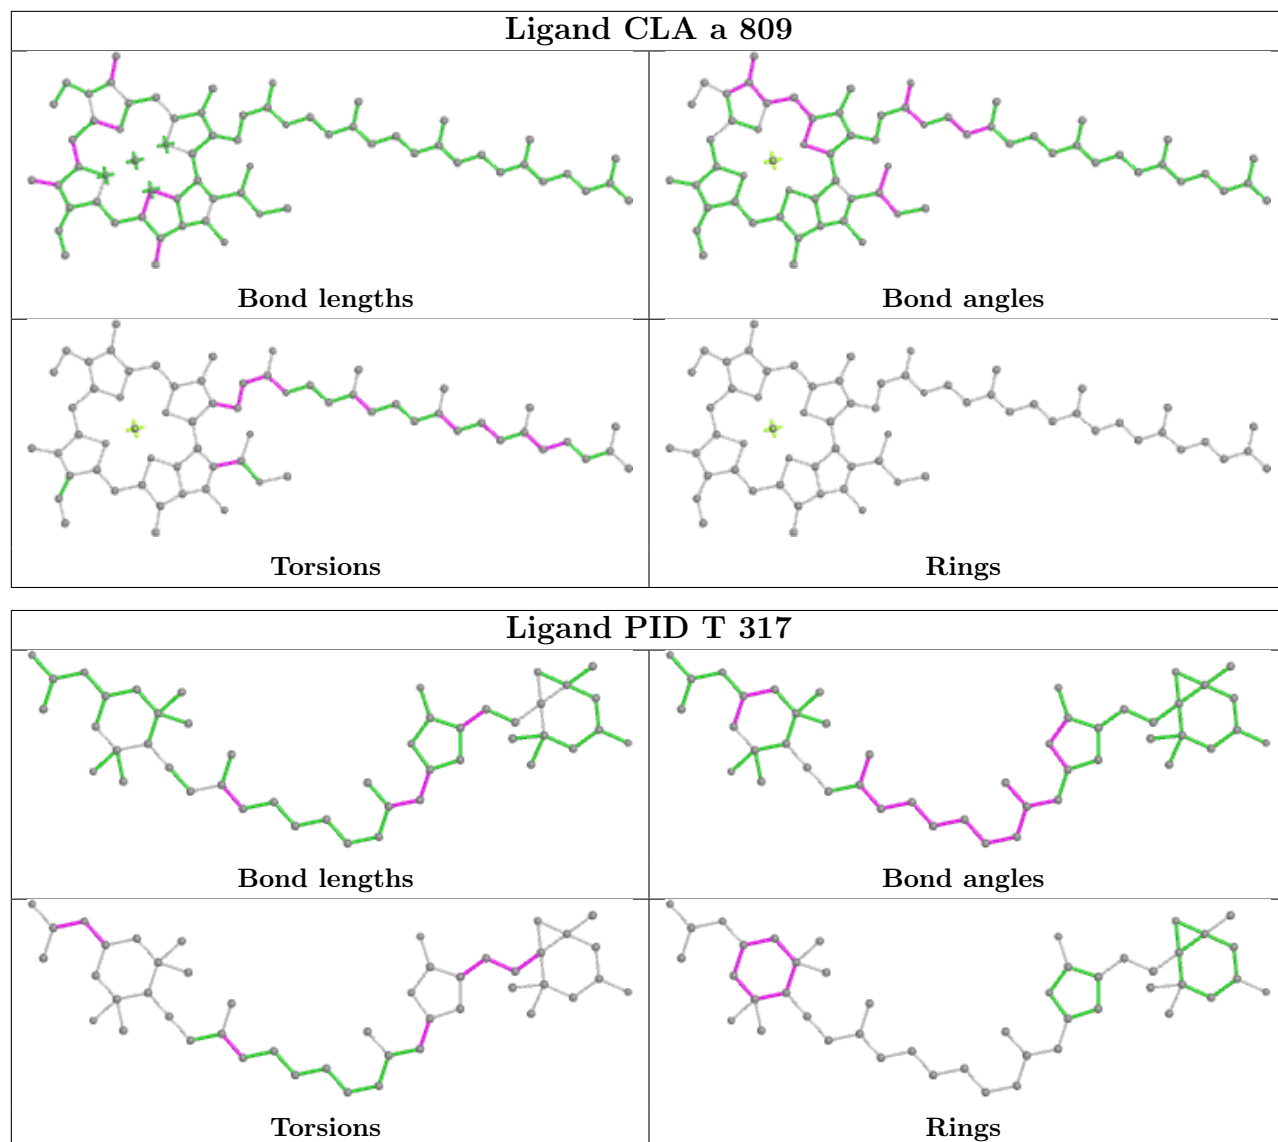 Ligand CLA a 809
Bond lengths
Bond angles
Torsions
Rings
Ligand PID T 317
Bond lengths
Bond angles
Torsions
Rings